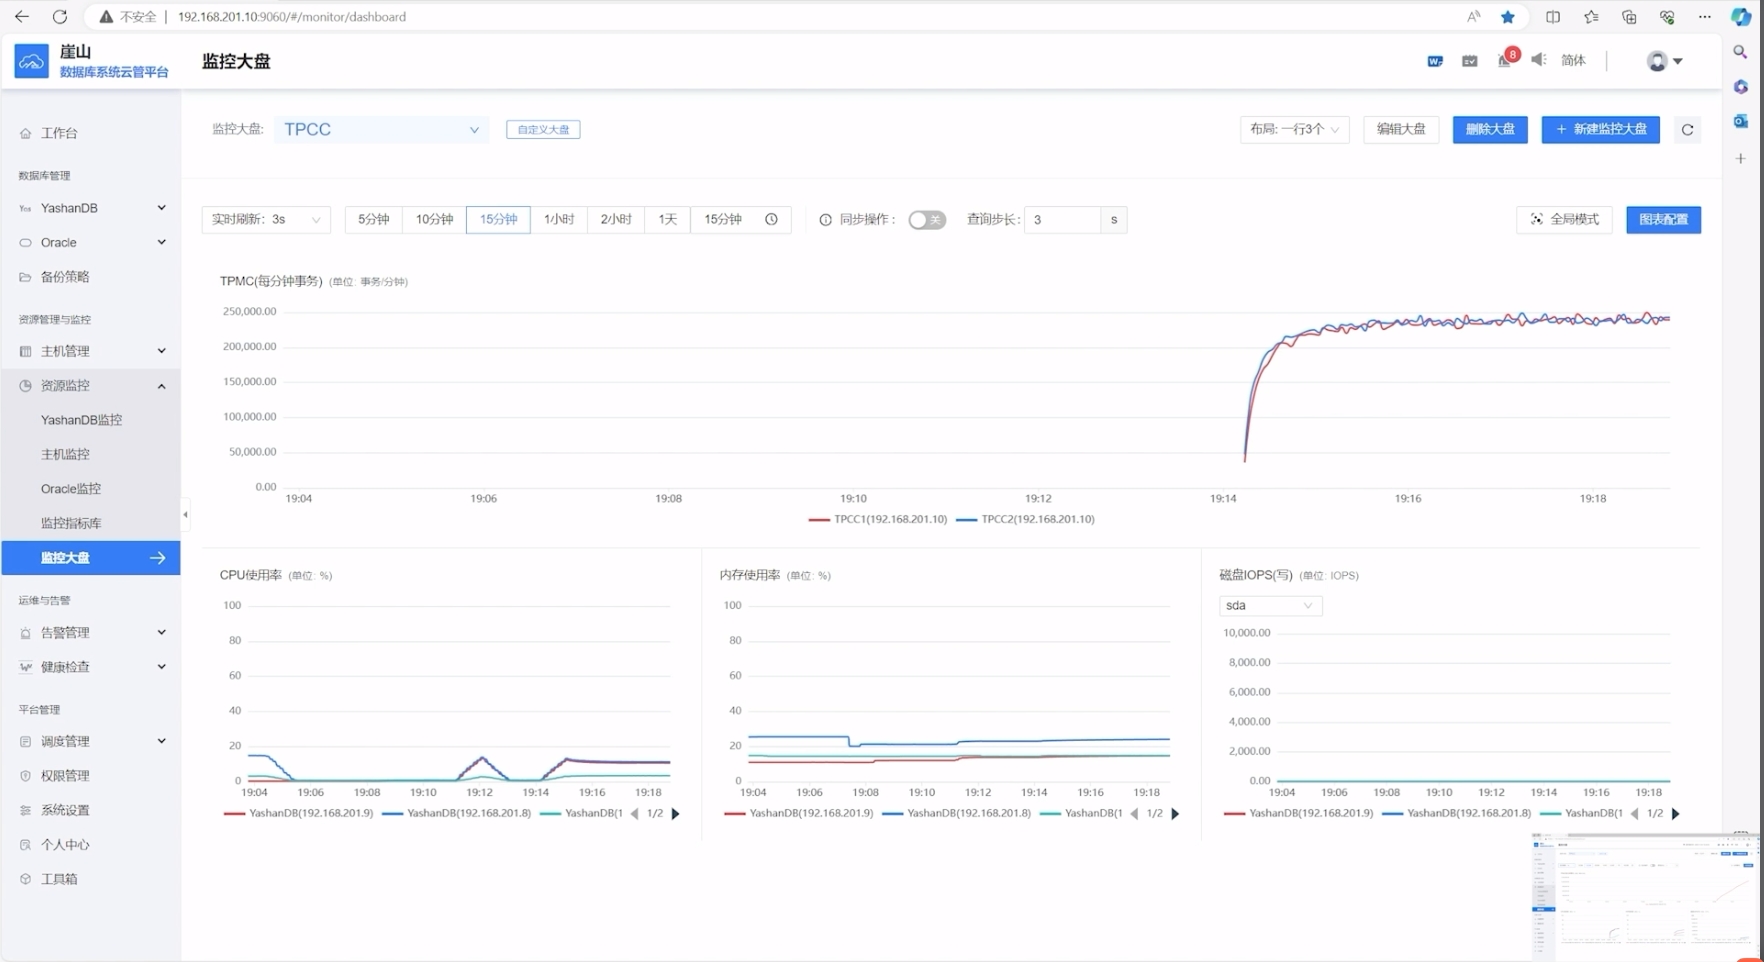 不安全 | 192.168.201.10:9060/#/monitor/dashboard
崖山
数据库系统云管平台
监控大盘
8
简体
工作台
数据库管理
YashanDB
Oracle
备份策略
资源管理与监控
主机管理
资源监控
YashanDB监控
主机监控
Oracle监控
监控指标库
监控大盘
运维与告警
告警管理
健康检查
平台管理
调度管理
权限管理
系统设置
个人中心
工具箱
监控大盘: TPCC 自定义大盘 布局: 一行3个 编辑大盘 删除大盘 + 新建监控大盘
实时刷新: 3s 5分钟 10分钟 15分钟 1小时 2小时 1天 15分钟 同步操作: 关 查询步长: 3 s 全局模式 图表配置
TPMC(每分钟事务) (单位: 事务/分钟)
250,000.00
200,000.00
150,000.00
100,000.00
50,000.00
0.00
19:04 19:06 19:08 19:10 19:12 19:14 19:16 19:18
TPCC1(192.168.201.10) TPCC2(192.168.201.10)
CPU使用率 (单位: %)
100
80
60
40
20
0
19:04 19:06 19:08 19:10 19:12 19:14 19:16 19:18
YashanDB(192.168.201.9) YashanDB(192.168.201.8) YashanDB(1 1/2
内存使用率 (单位: %)
100
80
60
40
20
0
19:04 19:06 19:08 19:10 19:12 19:14 19:16 19:18
YashanDB(192.168.201.9) YashanDB(192.168.201.8) YashanDB(1 1/2
磁盘IOPS(写) (单位: IOPS)
sda
10,000.00
8,000.00
6,000.00
4,000.00
2,000.00
0.00
19:04 19:06 19:08 19:10 19:12 19:14 19:16 19:18
YashanDB(192.168.201.9) YashanDB(192.168.201.8) YashanDB(1 1/2